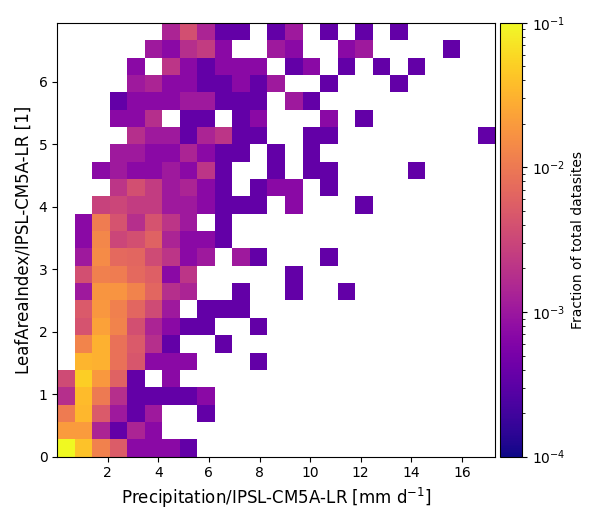 LeafAreaIndex/IPSL-CM5A-LR [1]
6
5
4
3
2
1
0
2 4 6 8 10 12 14 16
Precipitation/IPSL-CM5A-LR [mm d⁻¹]
10⁻¹
10⁻²
10⁻³
10⁻⁴
Fraction of total datasites